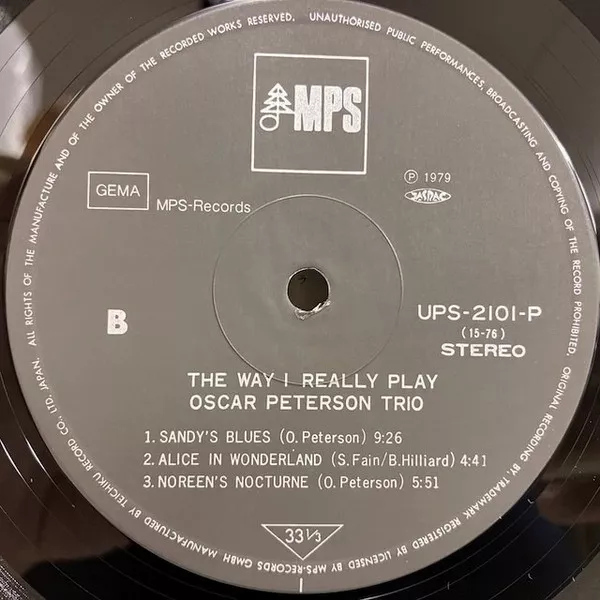 ALL RIGHTS OF THE MANUFACTURE AND OF THE OWNER OF THE RECORDED WORKS RESERVED. UNAUTHORISED PUBLIC PERFORMANCES, BROADCASTING AND COPYING OF THE RECORD PROHIBITED.
MPS
GEMA
MPS-Records
Ⓟ 1979
JASRAC
B
UPS-2101-P
(15-76)
STEREO
THE WAY I REALLY PLAY
OSCAR PETERSON TRIO
1. SANDY'S BLUES (O. Peterson) 9:26
2. ALICE IN WONDERLAND (S. Fain/B. Hilliard) 4:41
3. NOREEN'S NOCTURNE (O. Peterson) 5:51
33 1/3
ORIGINAL RECORDING BY TRADEMARK LICENSED BY MPS-RECORDS GMBH MANUFACTURED BY TEICHIKU RECORD CO., LTD. JAPAN.